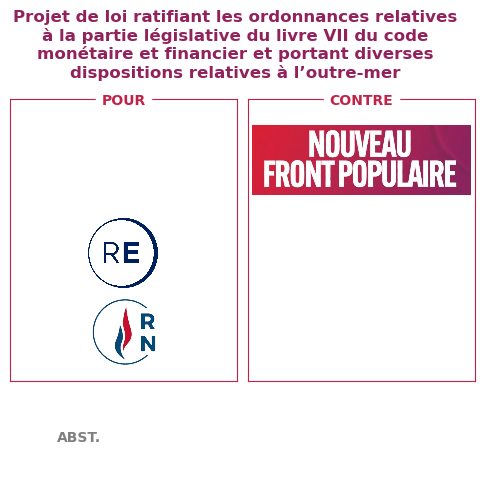 Projet de loi ratifiant les ordonnances relatives
à la partie législative du livre VII du code
monétaire et financier et portant diverses
dispositions relatives à l’outre-mer
POUR
CONTRE
NOUVEAU
FRONT POPULAIRE
RE
R
N
ABST.